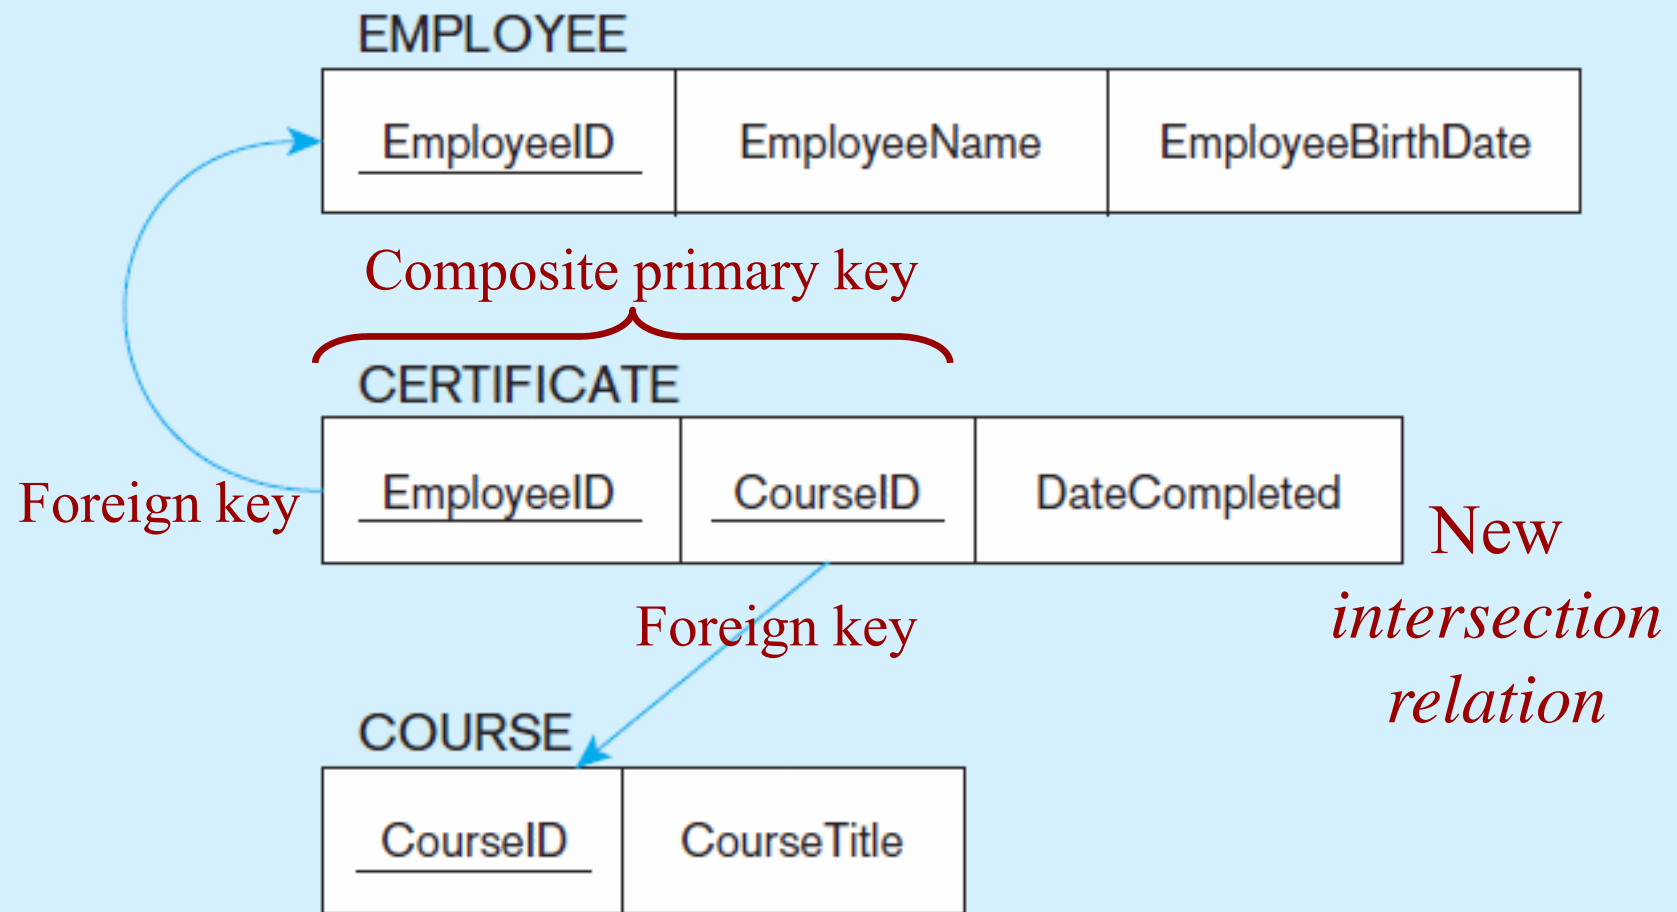 EMPLOYEE
EmployeeID EmployeeName EmployeeBirthDate
Composite primary key
CERTIFICATE
Foreign key
EmployeeID CourseID DateCompleted
New
intersection
relation
Foreign key
COURSE
CourseID CourseTitle